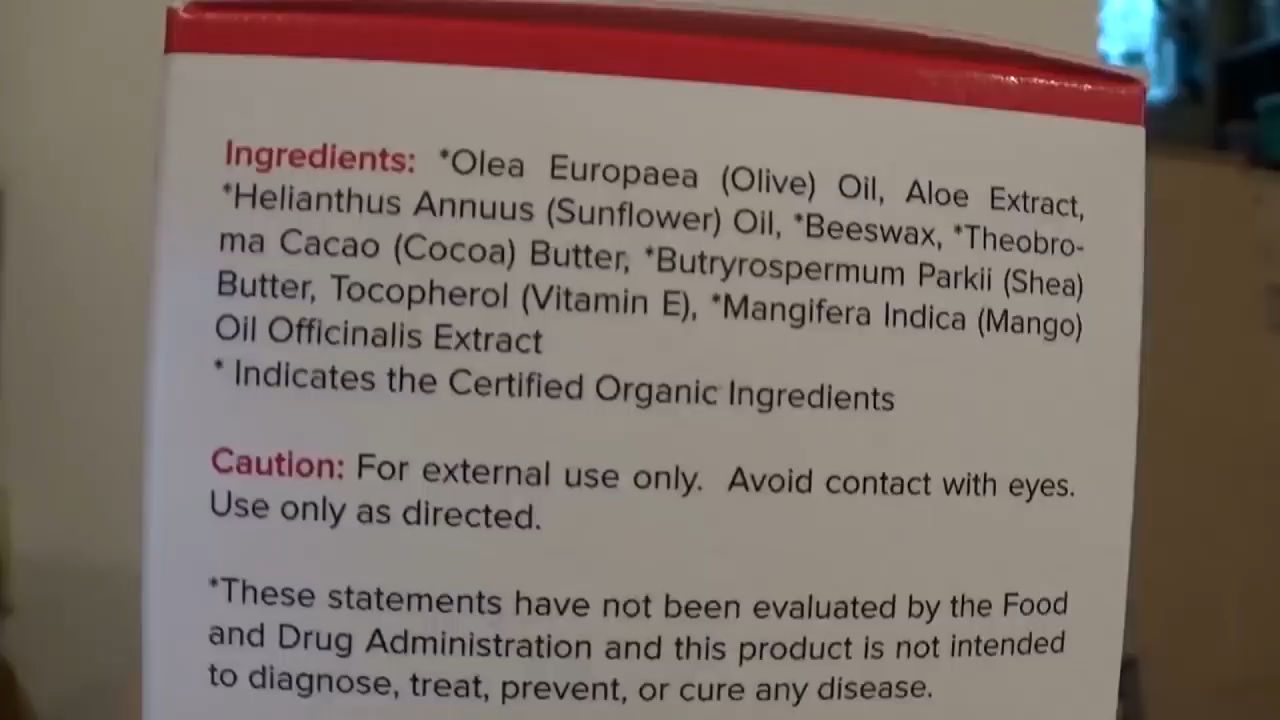 Ingredients: *Olea Europaea (Olive) Oil, Aloe Extract,
*Helianthus Annuus (Sunflower) Oil, *Beeswax, *Theobro-
ma Cacao (Cocoa) Butter, *Butryrospermum Parkii (Shea)
Butter, Tocopherol (Vitamin E), *Mangifera Indica (Mango)
Oil Officinalis Extract
* Indicates the Certified Organic Ingredients
Caution: For external use only. Avoid contact with eyes.
Use only as directed.
*These statements have not been evaluated by the Food
and Drug Administration and this product is not intended
to diagnose, treat, prevent, or cure any disease.